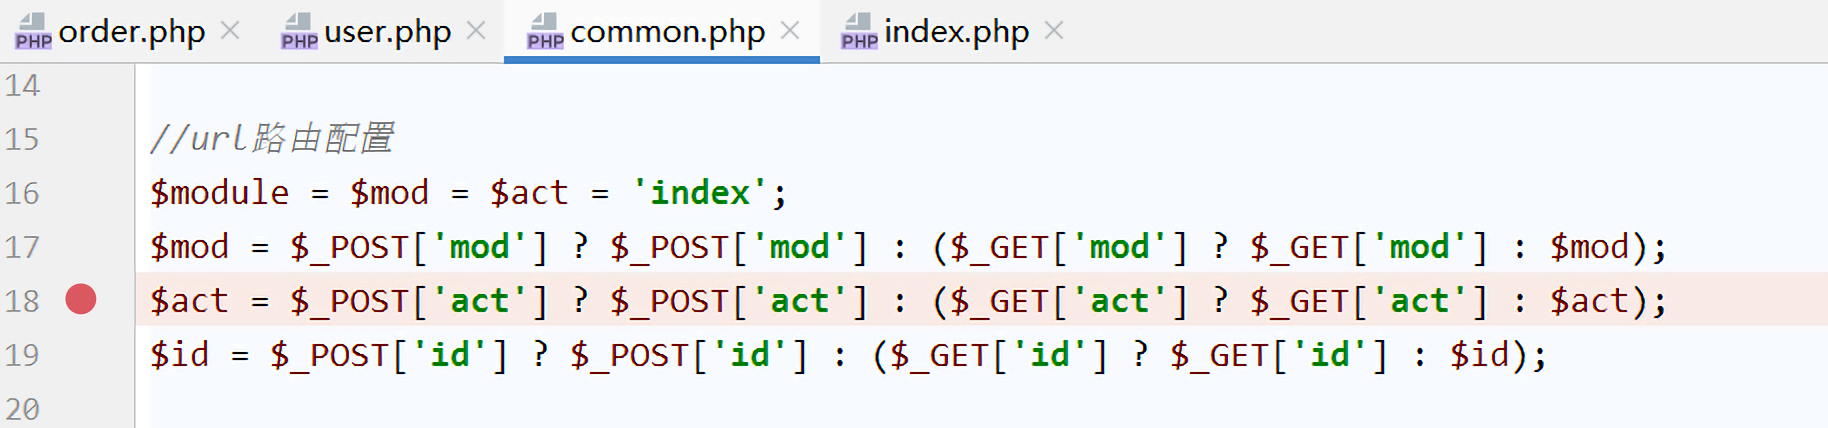 PHP order.php × PHP user.php × PHP common.php × PHP index.php ×
14
15 //url路由配置
16 $module = $mod = $act = 'index';
17 $mod = $_POST['mod'] ? $_POST['mod'] : ($_GET['mod'] ? $_GET['mod'] : $mod);
18 $act = $_POST['act'] ? $_POST['act'] : ($_GET['act'] ? $_GET['act'] : $act);
19 $id = $_POST['id'] ? $_POST['id'] : ($_GET['id'] ? $_GET['id'] : $id);
20